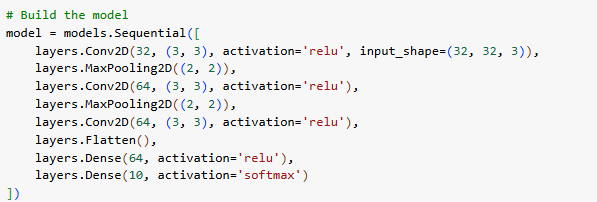 # Build the model
model = models.Sequential([
    layers.Conv2D(32, (3, 3), activation='relu', input_shape=(32, 32, 3)),
    layers.MaxPooling2D((2, 2)),
    layers.Conv2D(64, (3, 3), activation='relu'),
    layers.MaxPooling2D((2, 2)),
    layers.Conv2D(64, (3, 3), activation='relu'),
    layers.Flatten(),
    layers.Dense(64, activation='relu'),
    layers.Dense(10, activation='softmax')
])